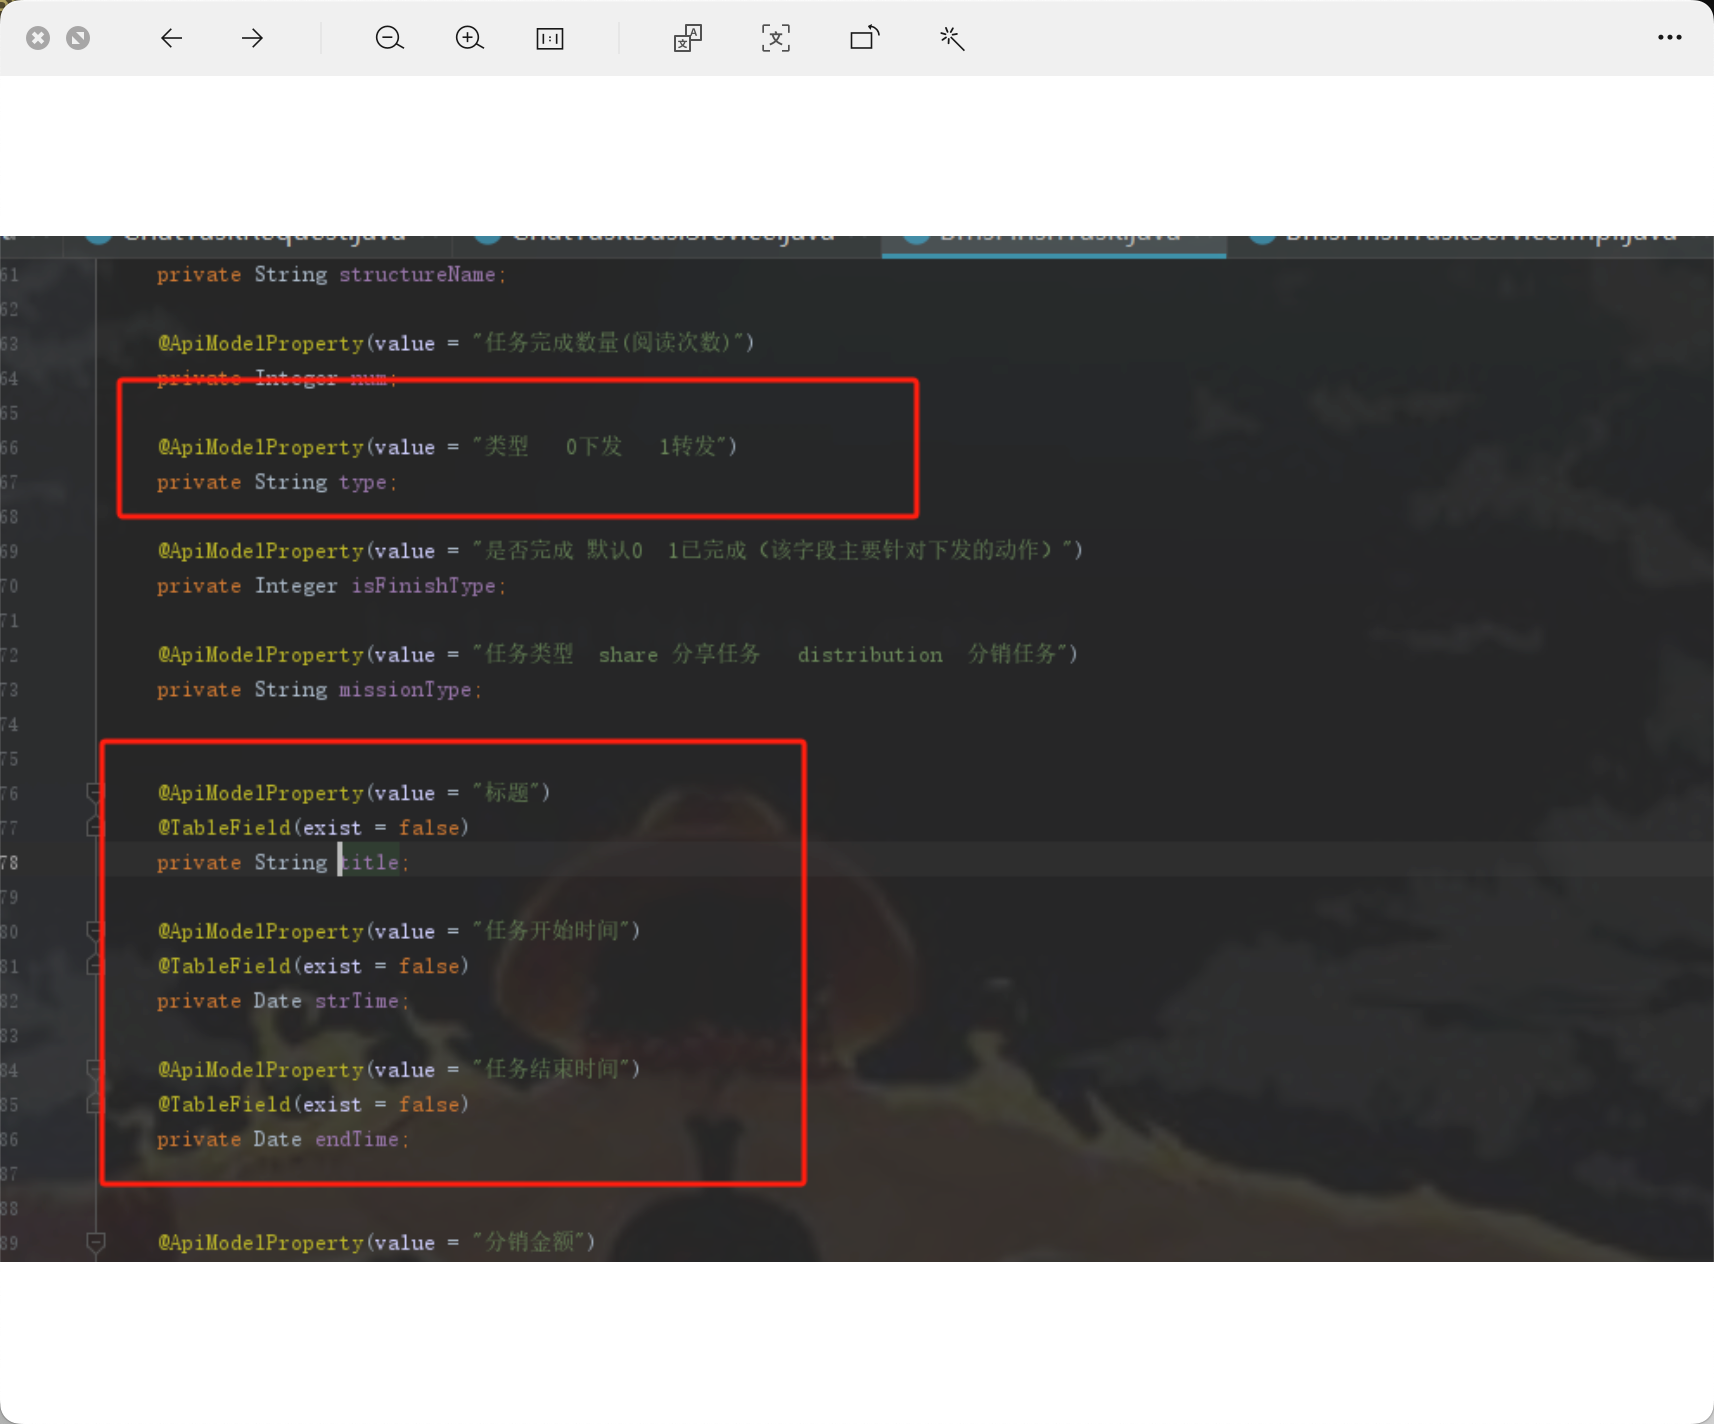 61 private String structureName;
62
63 @ApiModelProperty(value = "任务完成数量(阅读次数)")
64 private Integer num;
65
66 @ApiModelProperty(value = "类型   0下发   1转发")
67 private String type;
68
69 @ApiModelProperty(value = "是否完成 默认0  1已完成（该字段主要针对下发的动作）")
70 private Integer isFinishType;
71
72 @ApiModelProperty(value = "任务类型  share 分享任务   distribution  分销任务")
73 private String missionType;
74
75
76 @ApiModelProperty(value = "标题")
77 @TableField(exist = false)
78 private String title;
79
80 @ApiModelProperty(value = "任务开始时间")
81 @TableField(exist = false)
82 private Date strTime;
83
84 @ApiModelProperty(value = "任务结束时间")
85 @TableField(exist = false)
86 private Date endTime;
87
88
89 @ApiModelProperty(value = "分销金额")